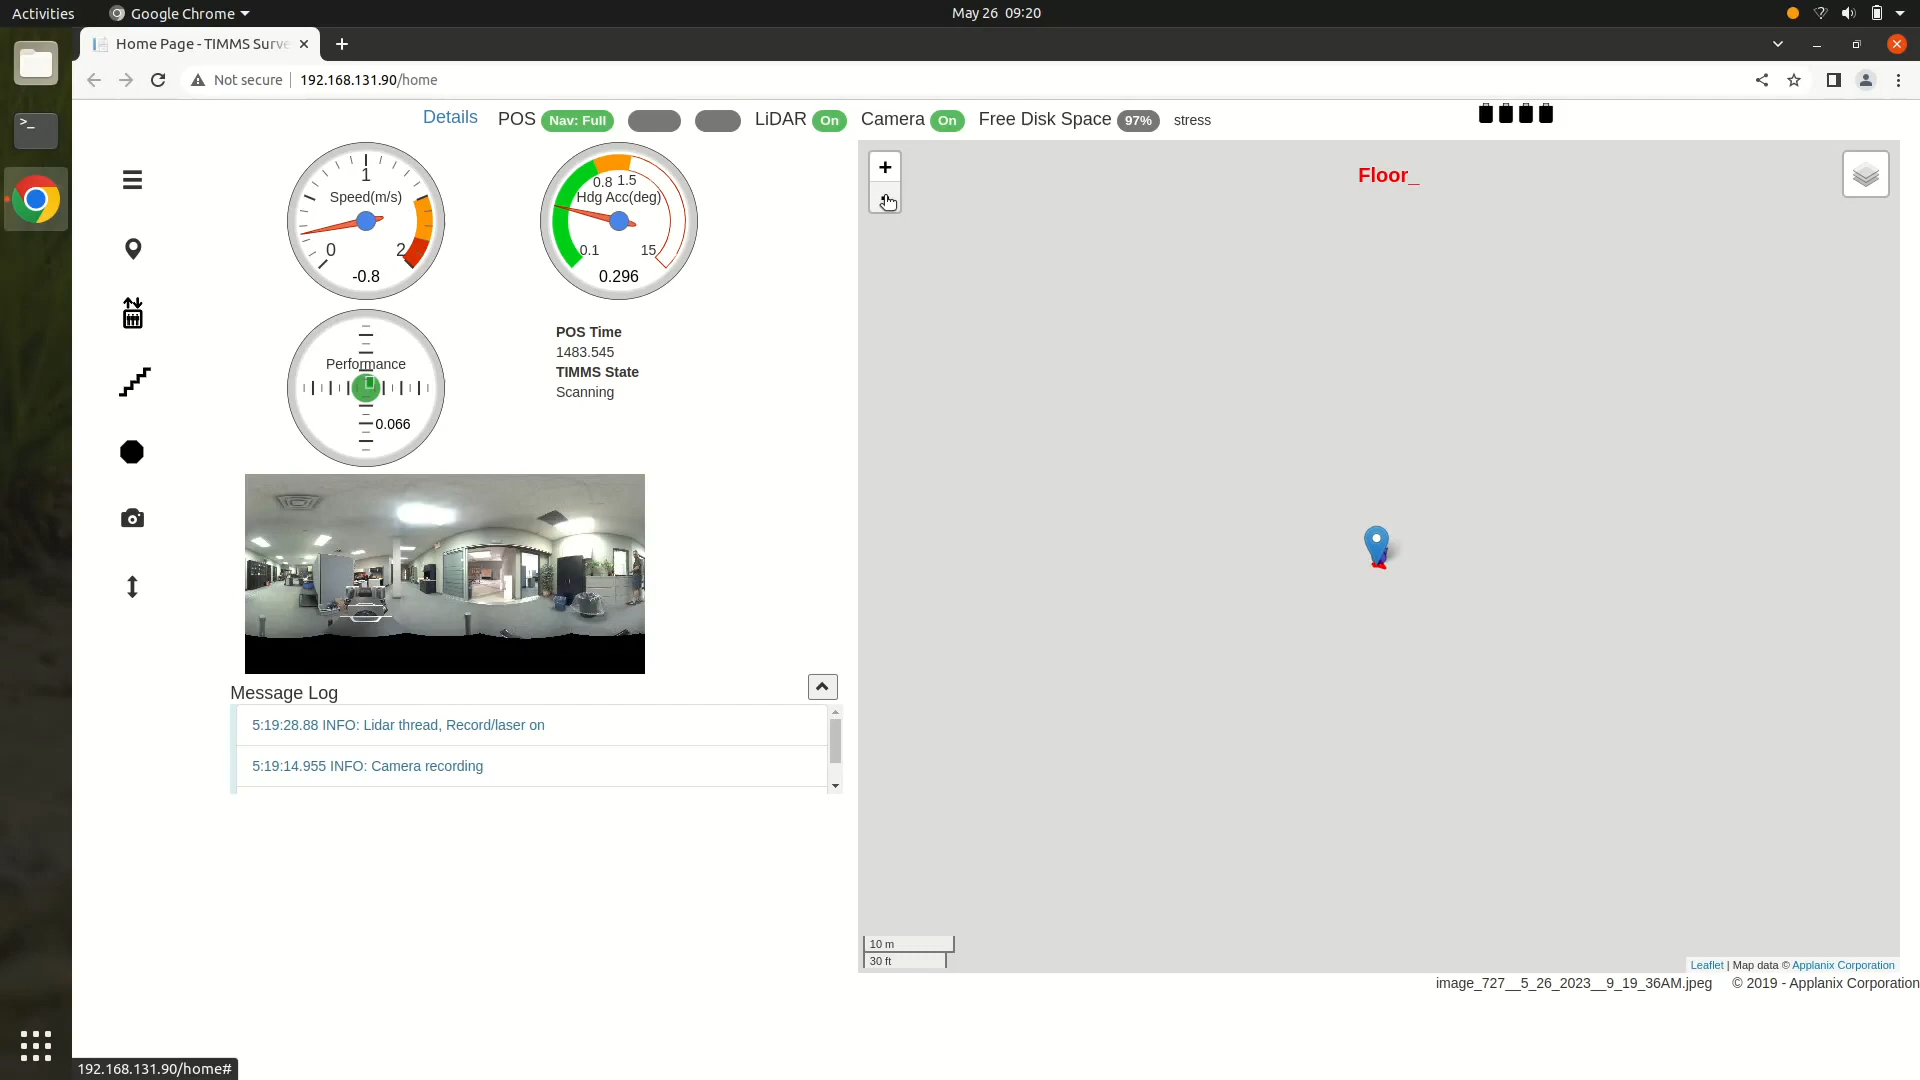 Activities
Google Chrome
May 26 09:20
Home Page - TIMMS Surve
Not secure
192.168.131.90/home
Details
POS Nav: Full
LiDAR On
Camera On
Free Disk Space 97%
stress
1
Speed(m/s)
0
2
-0.8
0.8 1.5
Hdg Acc(deg)
0.1
15
0.296
Performance
0.066
POS Time
1483.545
TIMMS State
Scanning
Message Log
5:19:28.88 INFO: Lidar thread, Record/laser on
5:19:14.955 INFO: Camera recording
+
Floor_
10 m
30 ft
Leaflet | Map data © Applanix Corporation
image_727__5_26_2023__9_19_36AM.jpeg
© 2019 - Applanix Corporation
192.168.131.90/home#